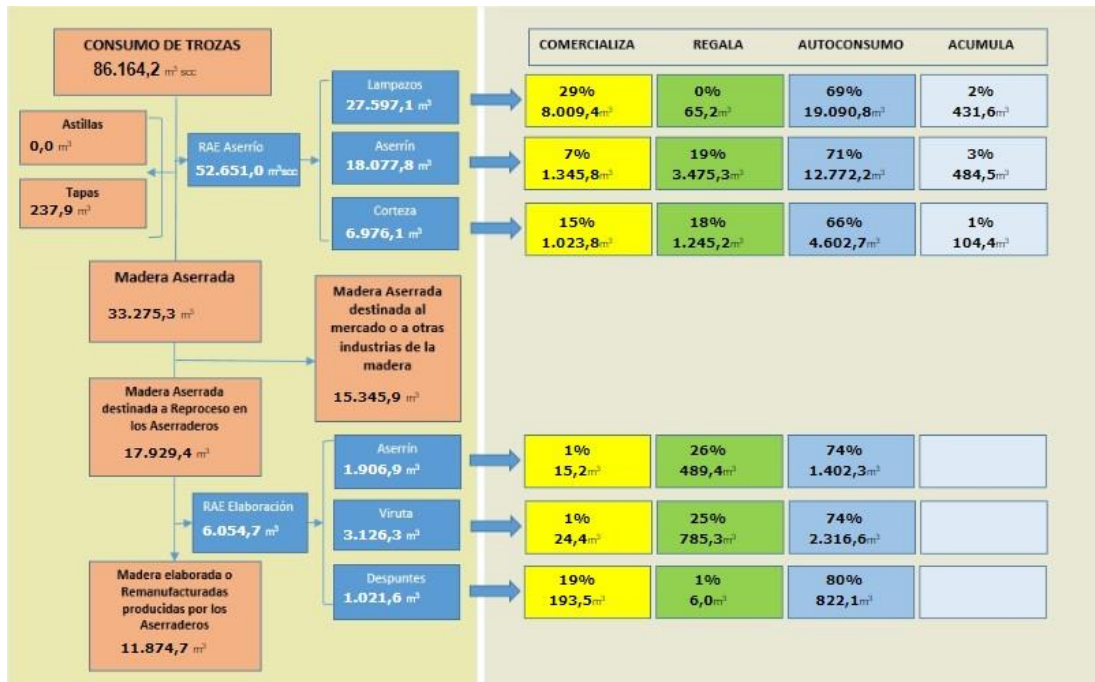 CONSUMO DE TROZAS
86.164,2 m³ scc
Astillas
0,0 m³
Tapas
237,9 m³
RAE Aserrío
52.651,0 m³scc
Lampazos
27.597,1 m³
Aserrín
18.077,8 m³
Corteza
6.976,1 m³
Madera Aserrada
33.275,3 m³
Madera Aserrada
destinada al
mercado o a otras
industrias de la
madera
15.345,9 m³
Madera Aserrada
destinada a Reproceso en
los Aserraderos
17.929,4 m³
RAE Elaboración
6.054,7 m³
Aserrín
1.906,9 m³
Viruta
3.126,3 m³
Despuntes
1.021,6 m³
Madera elaborada o
Remanufacturadas
producidas por los
Aserraderos
11.874,7 m³
COMERCIALIZA REGALA AUTOCONSUMO ACUMULA
29% 0% 69% 2%
8.009,4m³ 65,2m³ 19.090,8m³ 431,6m³
7% 19% 71% 3%
1.345,8m³ 3.475,3m³ 12.772,2m³ 484,5m³
15% 18% 66% 1%
1.023,8m³ 1.245,2m³ 4.602,7m³ 104,4m³
1% 26% 74%
15,2m³ 489,4m³ 1.402,3m³
1% 25% 74%
24,4m³ 785,3m³ 2.316,6m³
19% 1% 80%
193,5m³ 6,0m³ 822,1m³